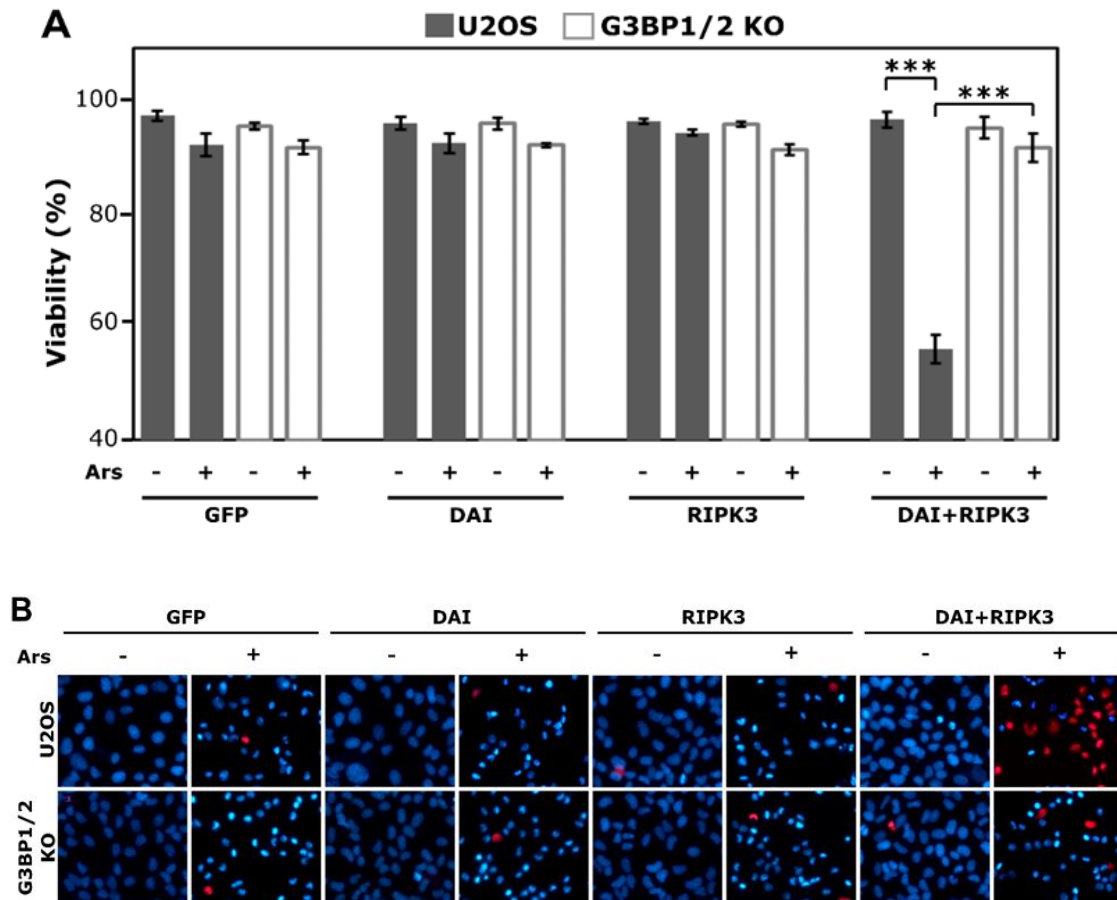 A
U2OS G3BP1/2 KO
*** 
***
100
80
60
40
Viability (%)
Ars - + - + - + - + - + - + - + - +
GFP DAI RIPK3 DAI+RIPK3
B
GFP DAI RIPK3 DAI+RIPK3
Ars - + - + - + - +
U2OS
G3BP1/2
KO